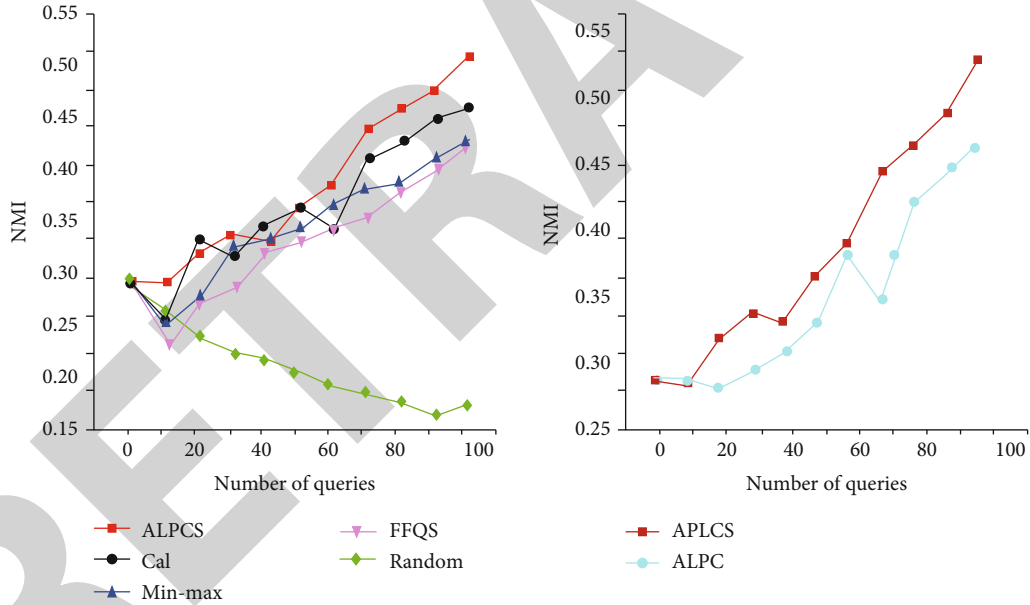 0.55
0.50
0.45
0.40
0.35
0.30
0.25
0.20
0.15
NMI
0 20 40 60 80 100
Number of queries
ALPCS
Cal
Min-max
FFQS
Random
0.55
0.50
0.45
0.40
0.35
0.30
0.25
NMI
0 20 40 60 80 100
Number of queries
APLCS
ALPC
RETRA